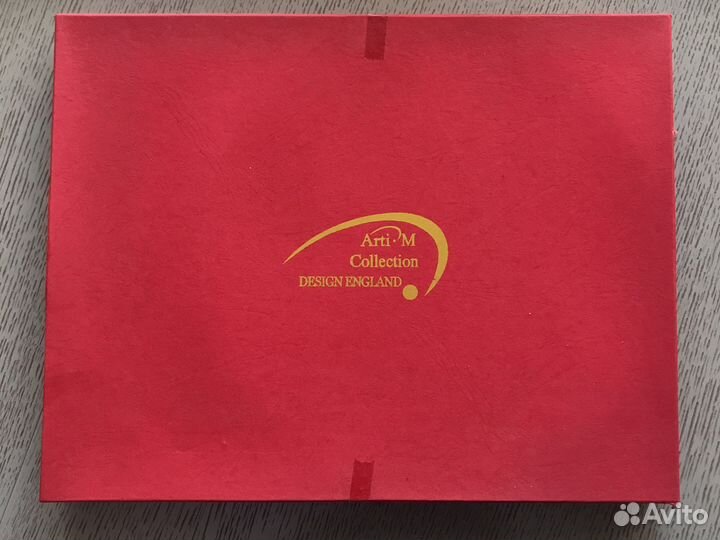 Arti·M
Collection
DESIGN ENGLAND
Avito